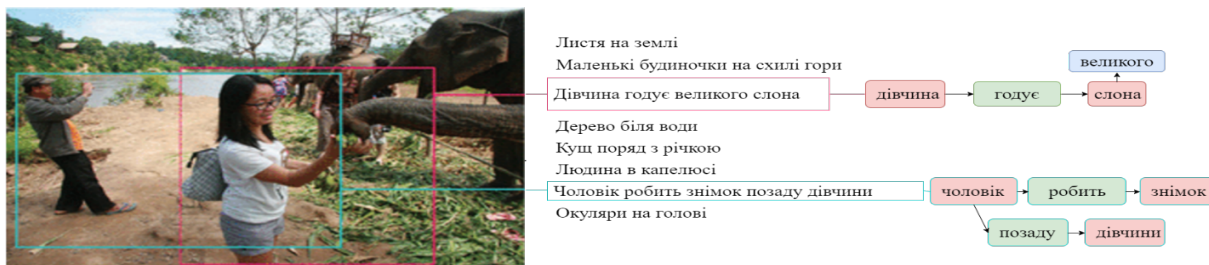 Листя на землі
Маленькі будиночки на схилі гори
Дівчина годує великого слона
Дерево біля води
Кущ поряд з річкою
Людина в капелюсі
Чоловік робить знімок позаду дівчини
Окуляри на голові
великого
дівчина годує слона
чоловік робить знімок
позаду дівчини